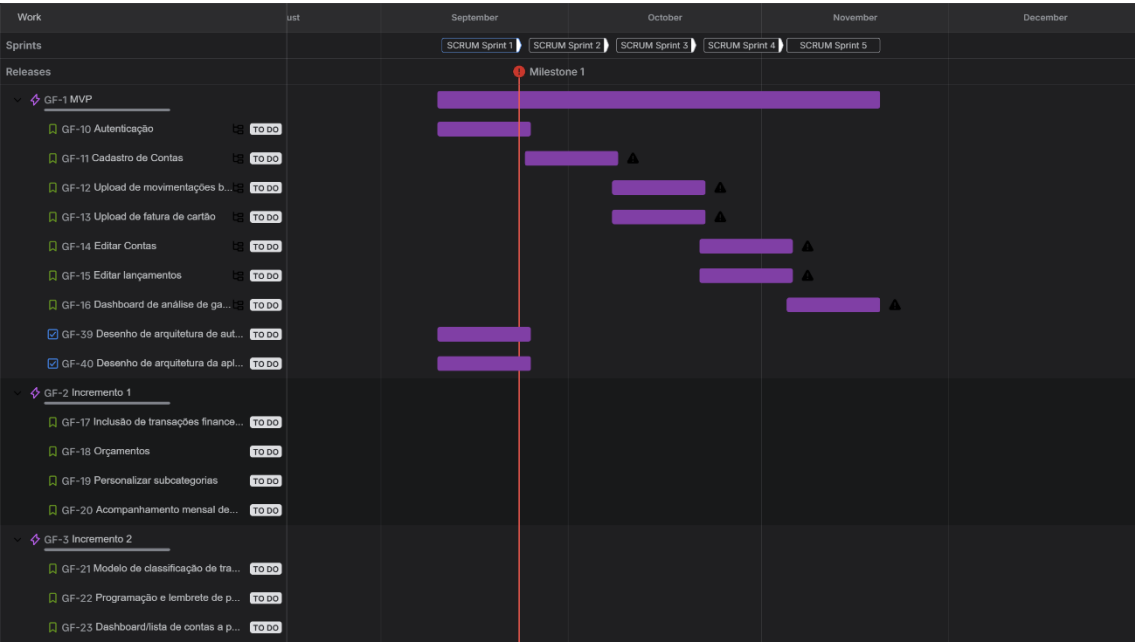 Work ust September October November December
Sprints SCRUM Sprint 1 SCRUM Sprint 2 SCRUM Sprint 3 SCRUM Sprint 4 SCRUM Sprint 5
Releases Milestone 1
GF-1 MVP
GF-10 Autenticação TO DO
GF-11 Cadastro de Contas TO DO
GF-12 Upload de movimentações b... TO DO
GF-13 Upload de fatura de cartão TO DO
GF-14 Editar Contas TO DO
GF-15 Editar lançamentos TO DO
GF-16 Dashboard de análise de ga... TO DO
GF-39 Desenho de arquitetura de aut... TO DO
GF-40 Desenho de arquitetura da apl... TO DO
GF-2 Incremento 1
GF-17 Inclusão de transações finance... TO DO
GF-18 Orçamentos TO DO
GF-19 Personalizar subcategorias TO DO
GF-20 Acompanhamento mensal de... TO DO
GF-3 Incremento 2
GF-21 Modelo de classificação de tra... TO DO
GF-22 Programação e lembrete de p... TO DO
GF-23 Dashboard/lista de contas a p... TO DO